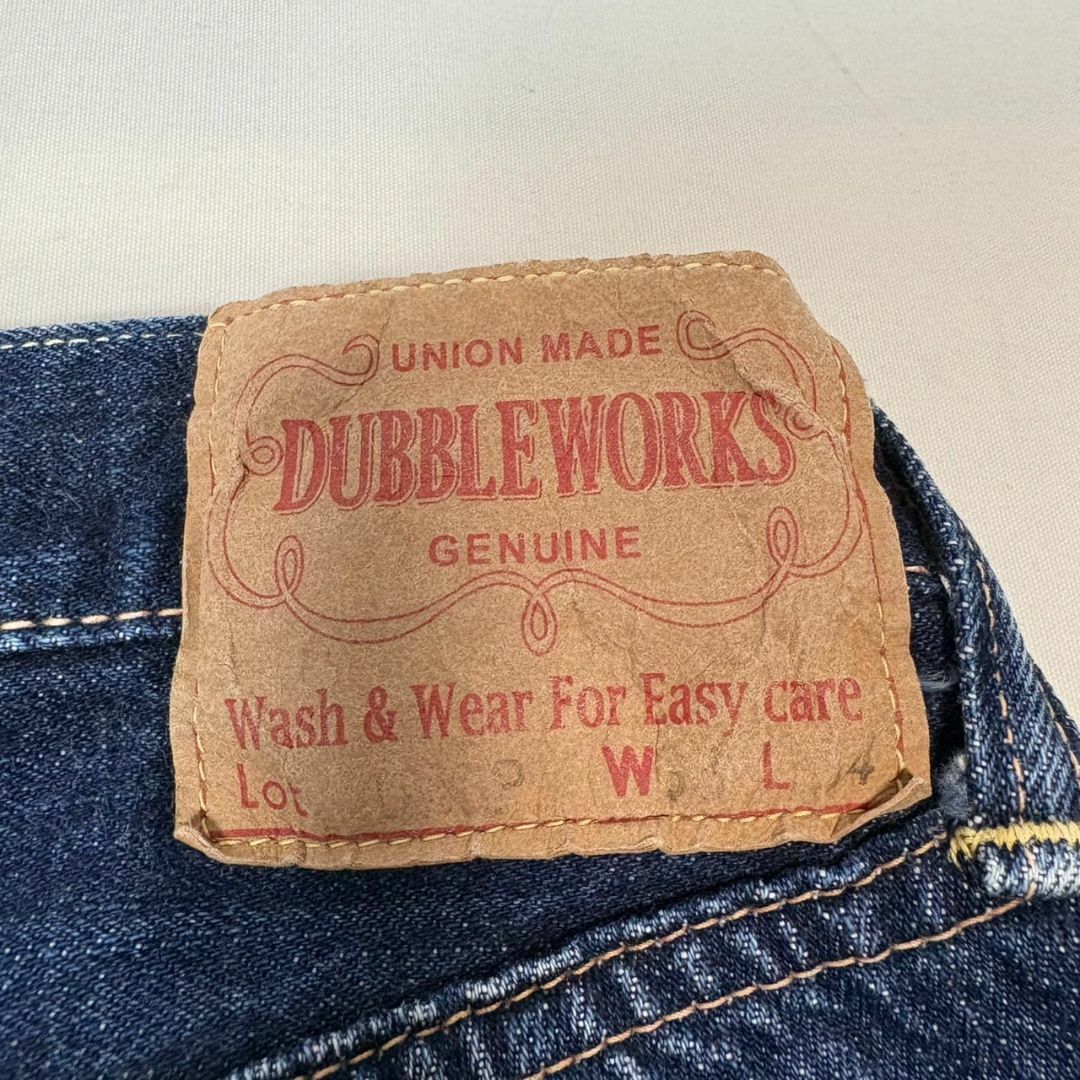 UNION MADE
DUBBLEWORKS
GENUINE
Wash & Wear For Easy care
Lot W L